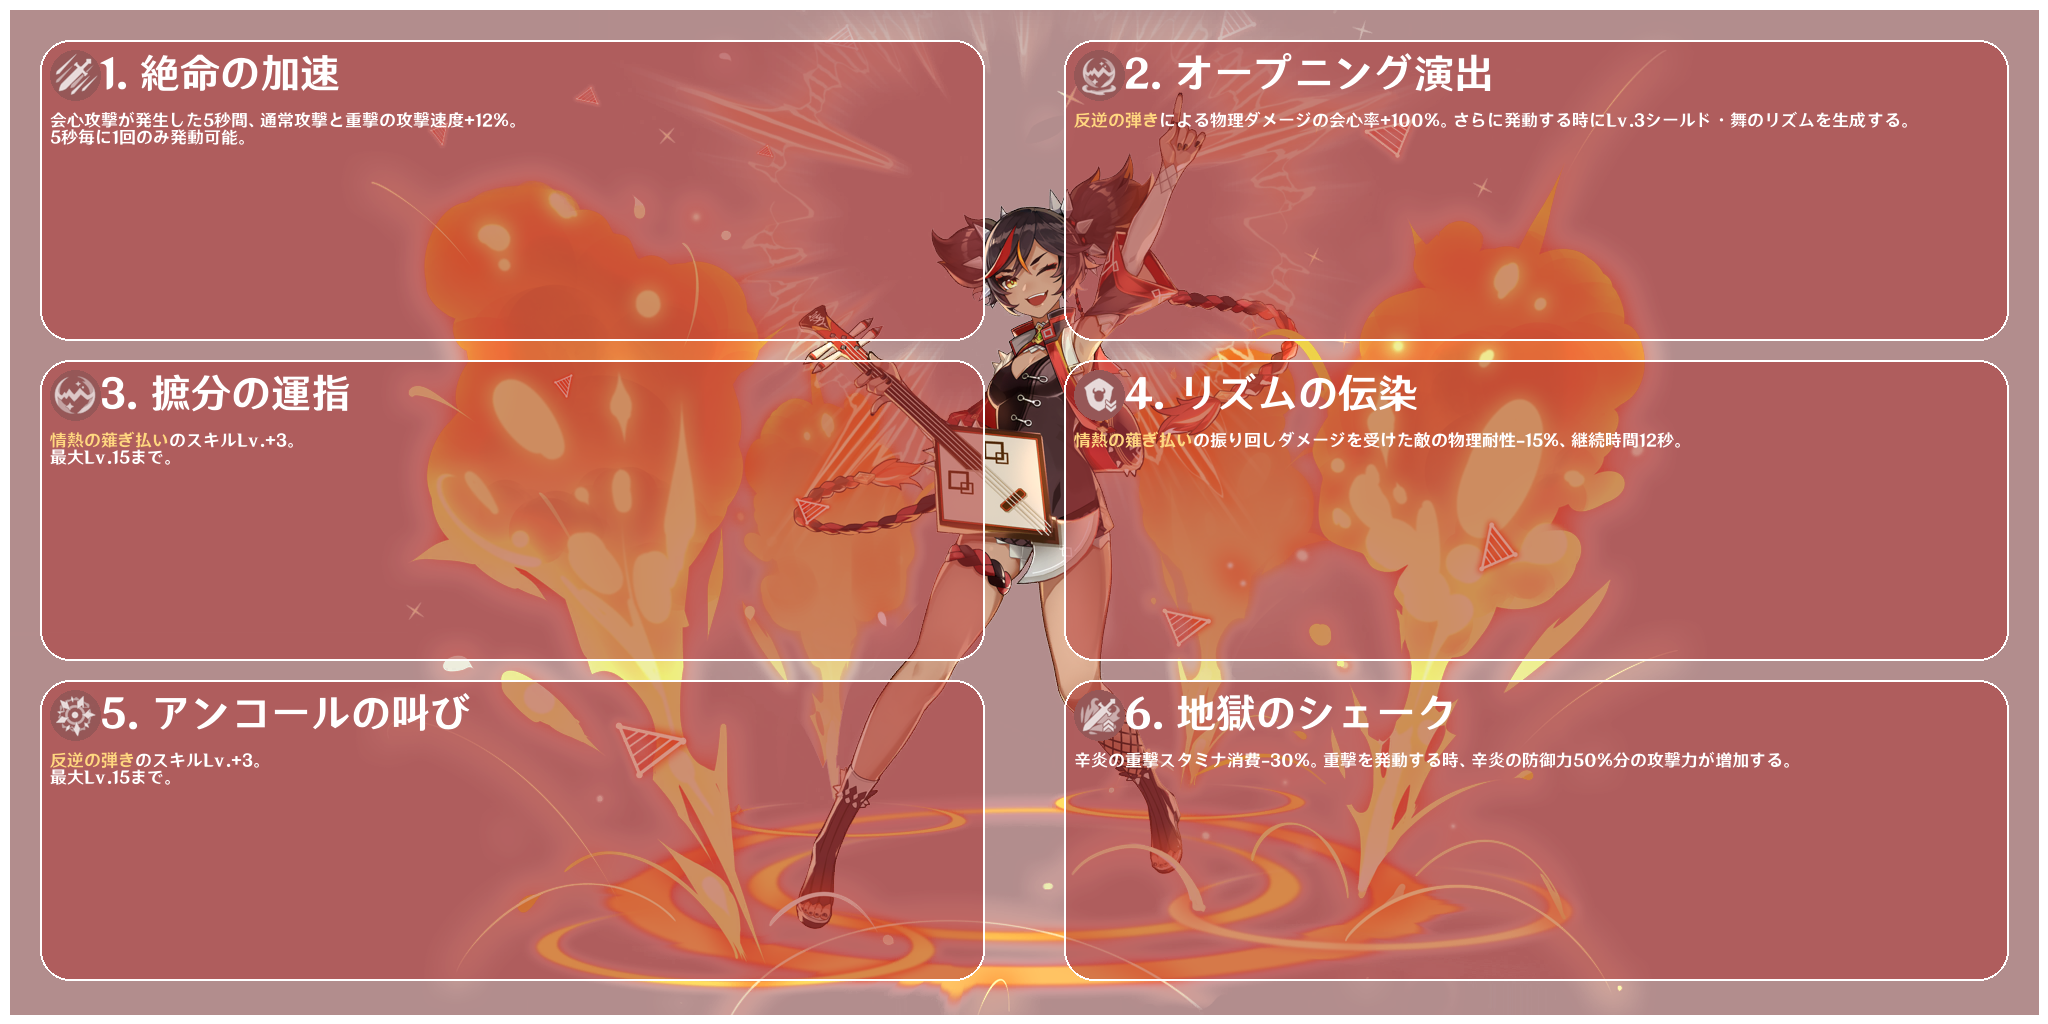 1. 絶命の加速
会心攻撃が発生した5秒間、通常攻撃と重撃の攻撃速度+12%。
5秒毎に1回のみ発動可能。
2. オープニング演出
反逆の弾きによる物理ダメージの会心率+100%。さらに発動する時にLv.3シールド・舞のリズムを生成する。
3. 摭分の運指
情熱の薙ぎ払いのスキルLv.+3。
最大Lv.15まで。
4. リズムの伝染
情熱の薙ぎ払いの振り回しダメージを受けた敵の物理耐性-15%、継続時間12秒。
5. アンコールの叫び
反逆の弾きのスキルLv.+3。
最大Lv.15まで。
6. 地獄のシェーク
辛炎の重撃スタミナ消費-30%。重撃を発動する時、辛炎の防御力50%分の攻撃力が増加する。